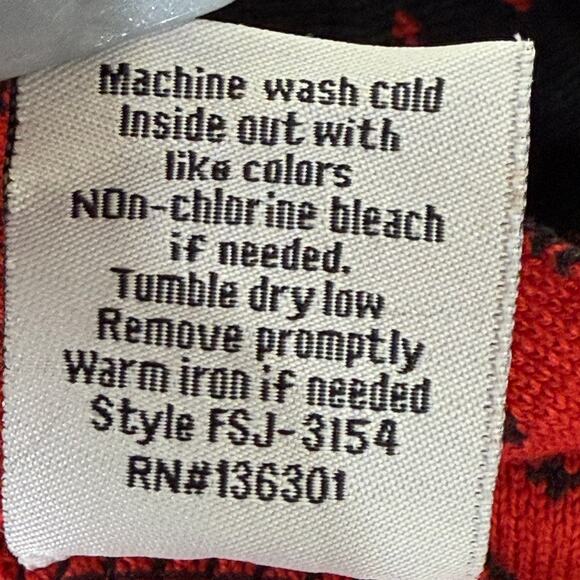 Machine wash cold
Inside out with
like colors
NOn-chlorine bleach
if needed.
Tumble dry low
Remove promptly
Warm iron if needed
Style FSJ-3154
RN#136301